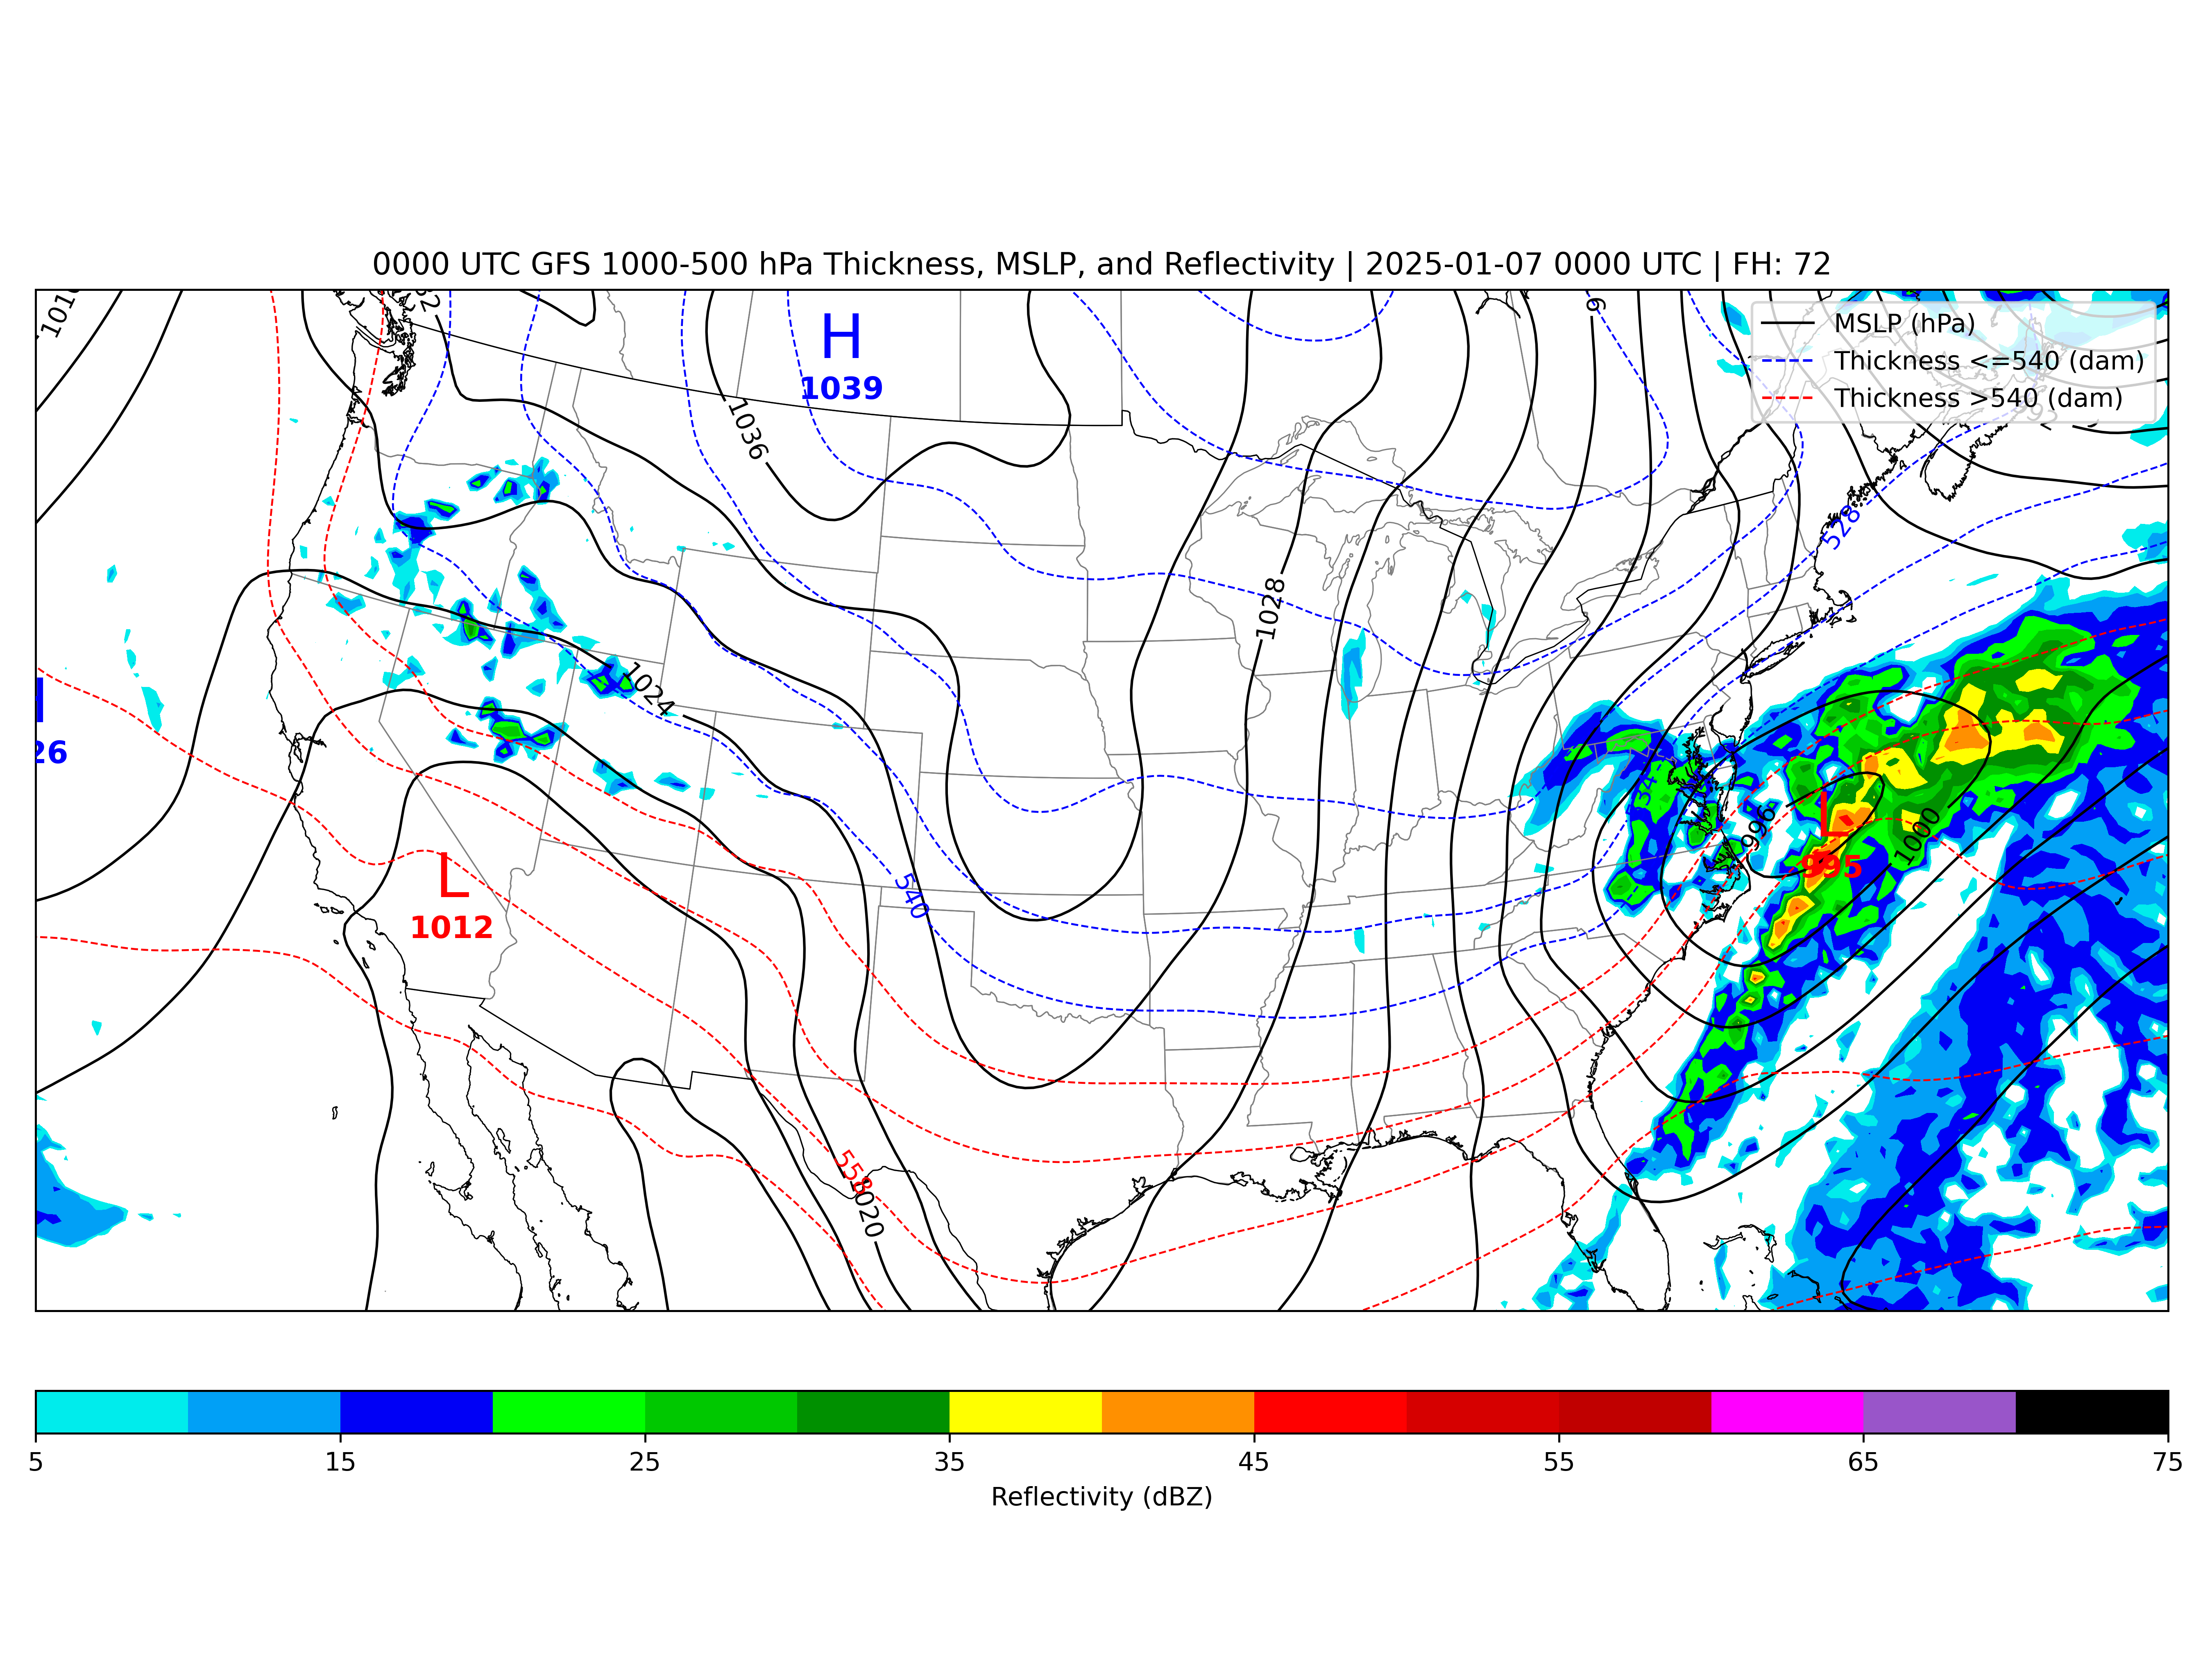 0000 UTC GFS 1000-500 hPa Thickness, MSLP, and Reflectivity | 2025-01-07 0000 UTC | FH: 72
MSLP (hPa)
Thickness <=540 (dam)
Thickness >540 (dam)
H
1039
1036
1028
528
1024
26
996
L
995
1000
L
1012
540
558
1020
5 15 25 35 45 55 65 75
Reflectivity (dBZ)